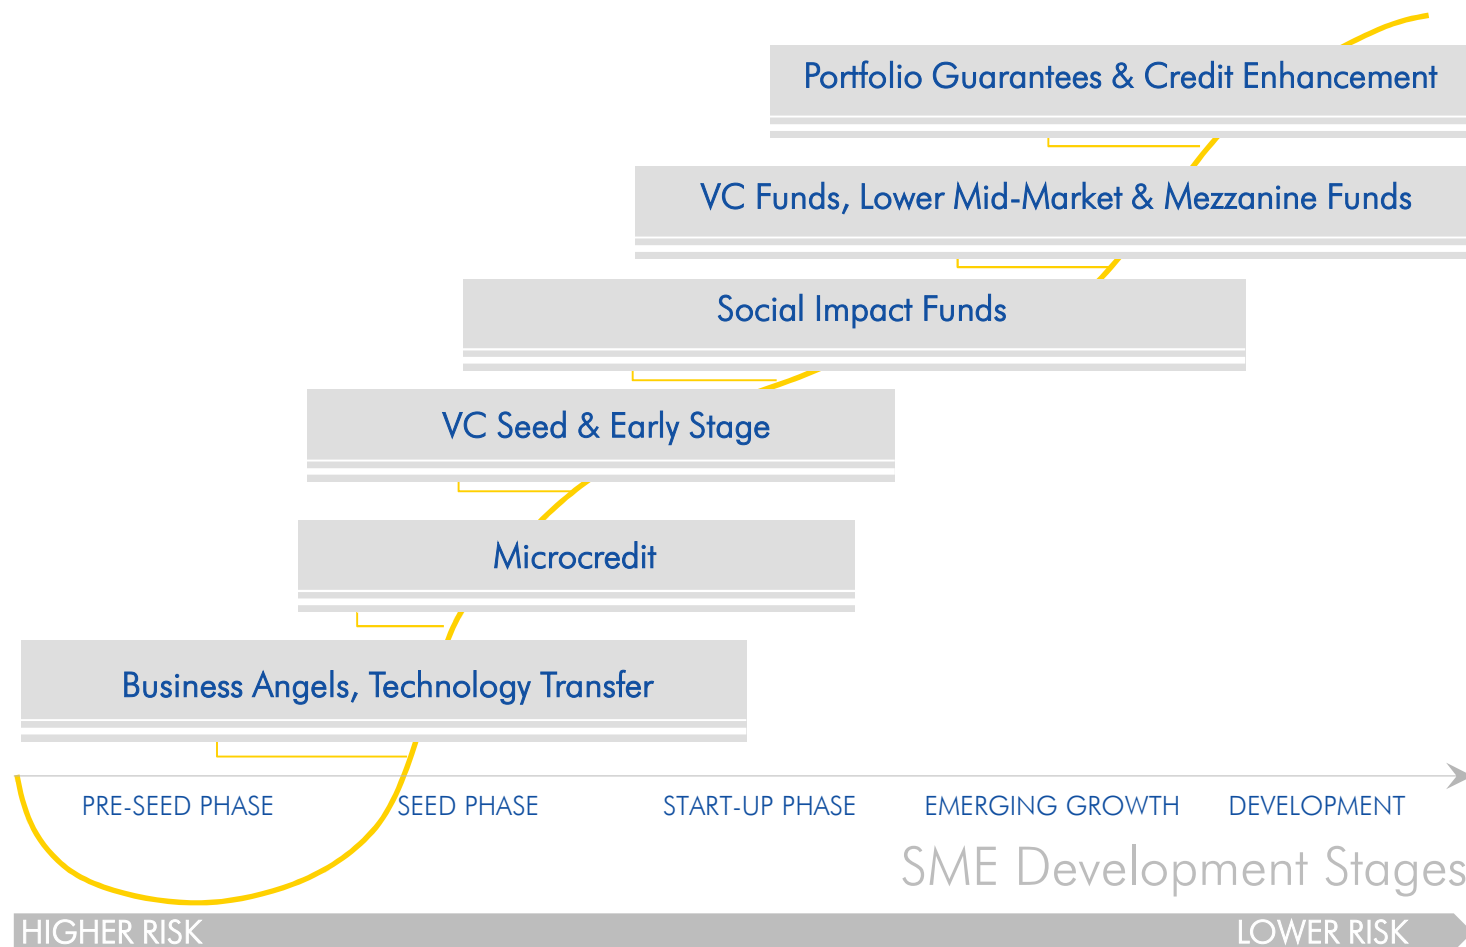 Portfolio Guarantees & Credit Enhancement
VC Funds, Lower Mid-Market & Mezzanine Funds
Social Impact Funds
VC Seed & Early Stage
Microcredit
Business Angels, Technology Transfer
PRE-SEED PHASE SEED PHASE START-UP PHASE EMERGING GROWTH DEVELOPMENT
SME Development Stages
HIGHER RISK LOWER RISK